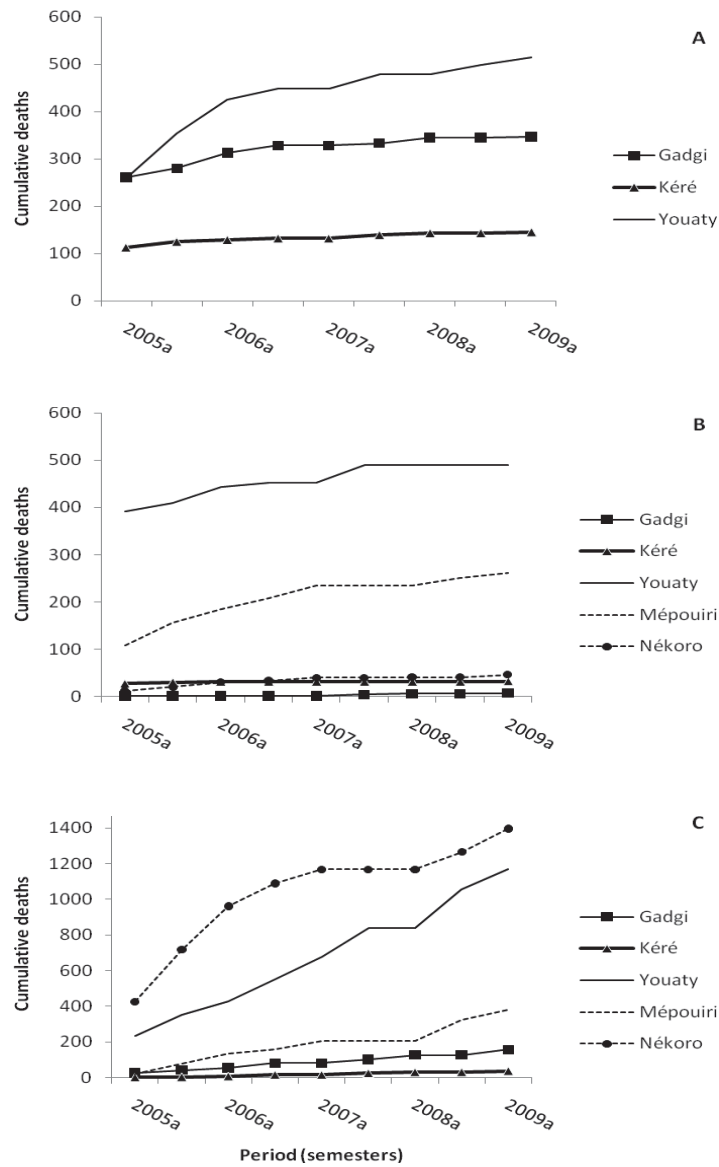 A
600
500
400
300
200
100
0
Cumulative deaths
2005a 2006a 2007a 2008a 2009a
Gadgi
Kéré
Youaty
B
600
500
400
300
200
100
0
Cumulative deaths
2005a 2006a 2007a 2008a 2009a
Gadgi
Kéré
Youaty
Mépouiri
Nékoro
C
1400
1200
1000
800
600
400
200
0
Cumulative deaths
2005a 2006a 2007a 2008a 2009a
Period (semesters)
Gadgi
Kéré
Youaty
Mépouiri
Nékoro